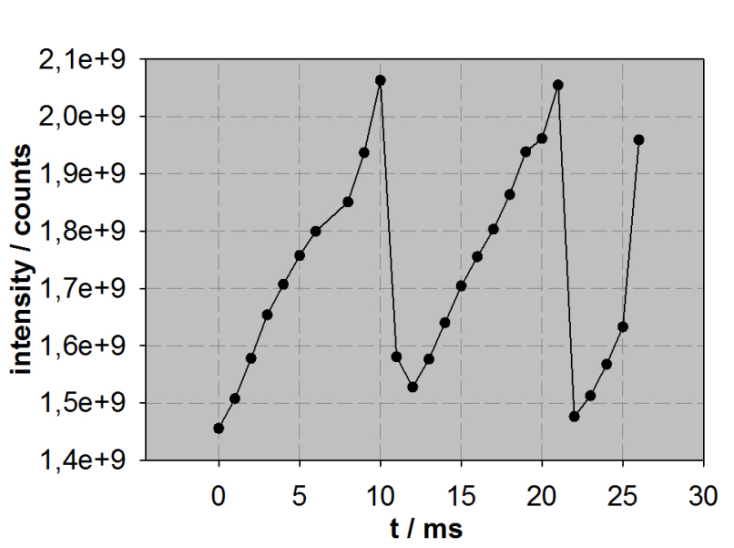 2,1e+9
2,0e+9
1,9e+9
1,8e+9
1,7e+9
1,6e+9
1,5e+9
1,4e+9
intensity / counts
0 5 10 15 20 25 30
t / ms